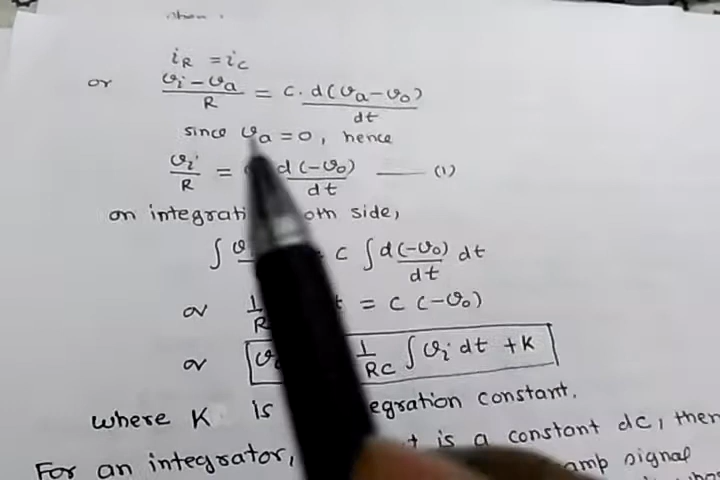 i_R = i_C
or (v_i - v_a)/R = C. d(v_a - v_o)/dt
since v_a = 0, hence
v_i/R = d(-v_o)/dt —— (1)
on integrati oth side,
∫ v = C ∫ d(-v_o)/dt dt
or 1/R t = C (-v_o)
or v 1/RC ∫ v_i dt + K
where K is egration constant.
For an integrator, t is a constant dc, then
amp signal